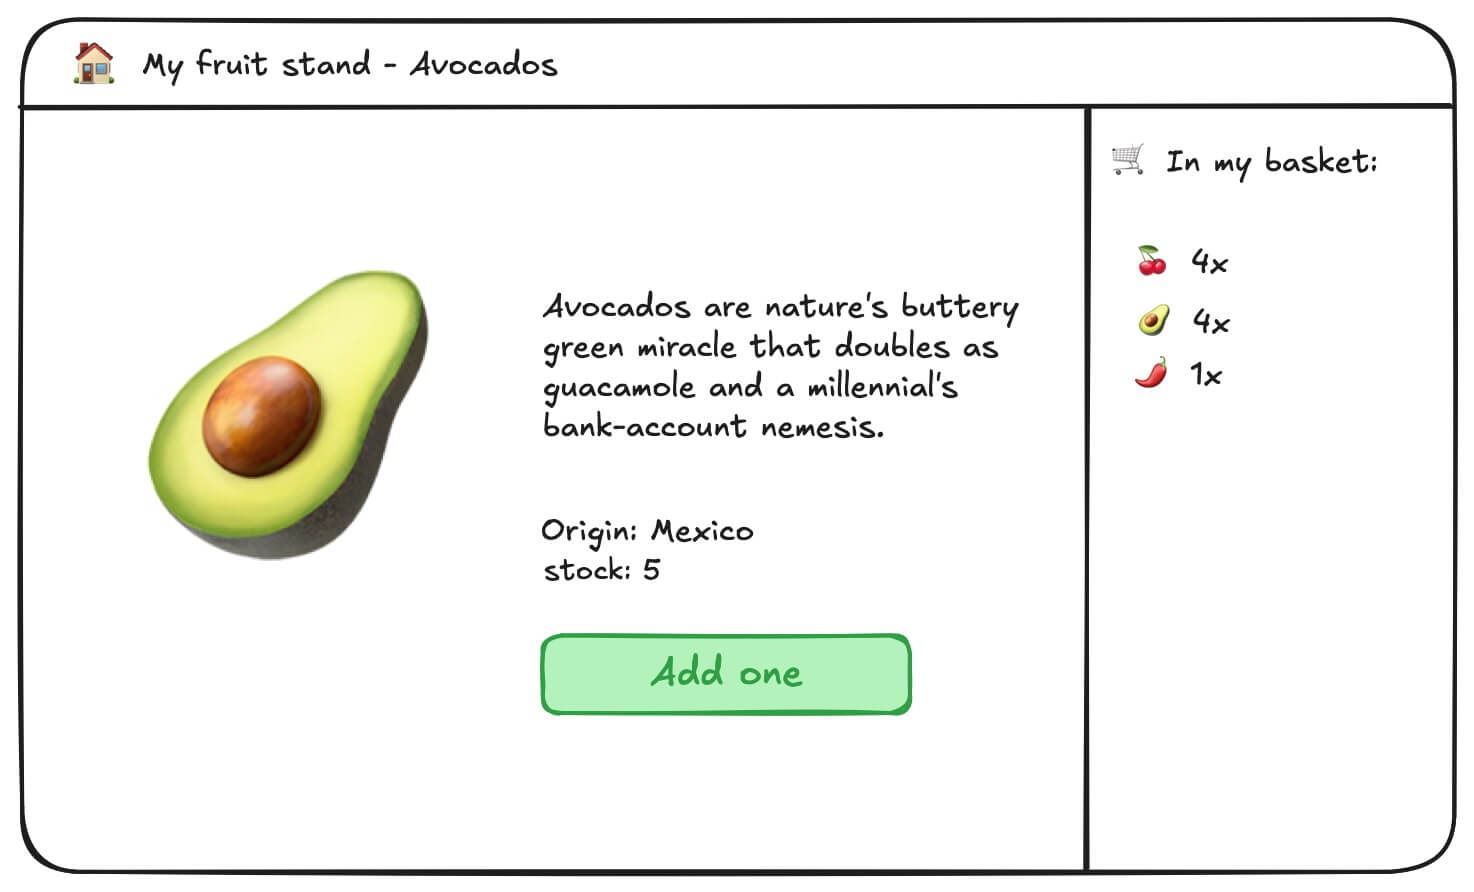 My fruit stand - Avocados
Avocados are nature's buttery
green miracle that doubles as
guacamole and a millennial's
bank-account nemesis.
Origin: Mexico
stock: 5
Add one
In my basket:
4x
4x
1x